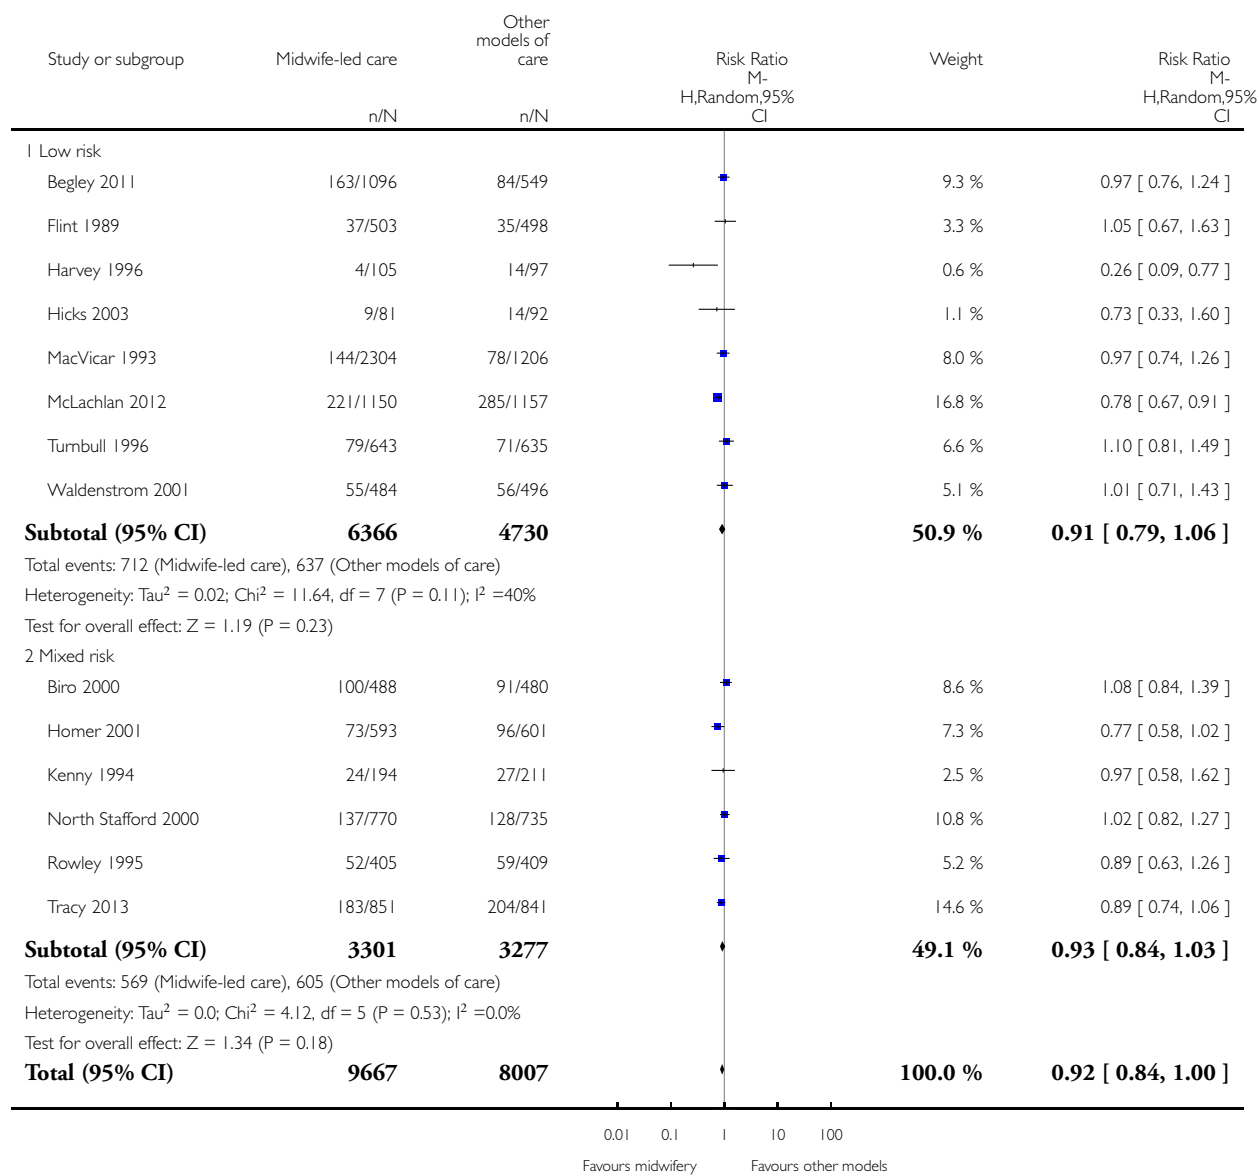 Other
models of
Study or subgroup Midwife-led care care Risk Ratio Weight Risk Ratio
M- M-
H,Random,95% H,Random,95%
n/N n/N CI CI
1 Low risk
Begley 2011 163/1096 84/549 9.3 % 0.97 [ 0.76, 1.24 ]
Flint 1989 37/503 35/498 3.3 % 1.05 [ 0.67, 1.63 ]
Harvey 1996 4/105 14/97 0.6 % 0.26 [ 0.09, 0.77 ]
Hicks 2003 9/81 14/92 1.1 % 0.73 [ 0.33, 1.60 ]
MacVicar 1993 144/2304 78/1206 8.0 % 0.97 [ 0.74, 1.26 ]
McLachlan 2012 221/1150 285/1157 16.8 % 0.78 [ 0.67, 0.91 ]
Turnbull 1996 79/643 71/635 6.6 % 1.10 [ 0.81, 1.49 ]
Waldenstrom 2001 55/484 56/496 5.1 % 1.01 [ 0.71, 1.43 ]
Subtotal (95% CI) 6366 4730 50.9 % 0.91 [ 0.79, 1.06 ]
Total events: 712 (Midwife-led care), 637 (Other models of care)
Heterogeneity: Tau² = 0.02; Chi² = 11.64, df = 7 (P = 0.11); I² =40%
Test for overall effect: Z = 1.19 (P = 0.23)
2 Mixed risk
Biro 2000 100/488 91/480 8.6 % 1.08 [ 0.84, 1.39 ]
Homer 2001 73/593 96/601 7.3 % 0.77 [ 0.58, 1.02 ]
Kenny 1994 24/194 27/211 2.5 % 0.97 [ 0.58, 1.62 ]
North Stafford 2000 137/770 128/735 10.8 % 1.02 [ 0.82, 1.27 ]
Rowley 1995 52/405 59/409 5.2 % 0.89 [ 0.63, 1.26 ]
Tracy 2013 183/851 204/841 14.6 % 0.89 [ 0.74, 1.06 ]
Subtotal (95% CI) 3301 3277 49.1 % 0.93 [ 0.84, 1.03 ]
Total events: 569 (Midwife-led care), 605 (Other models of care)
Heterogeneity: Tau² = 0.0; Chi² = 4.12, df = 5 (P = 0.53); I² =0.0%
Test for overall effect: Z = 1.34 (P = 0.18)
Total (95% CI) 9667 8007 100.0 % 0.92 [ 0.84, 1.00 ]
0.01 0.1 1 10 100
Favours midwifery Favours other models